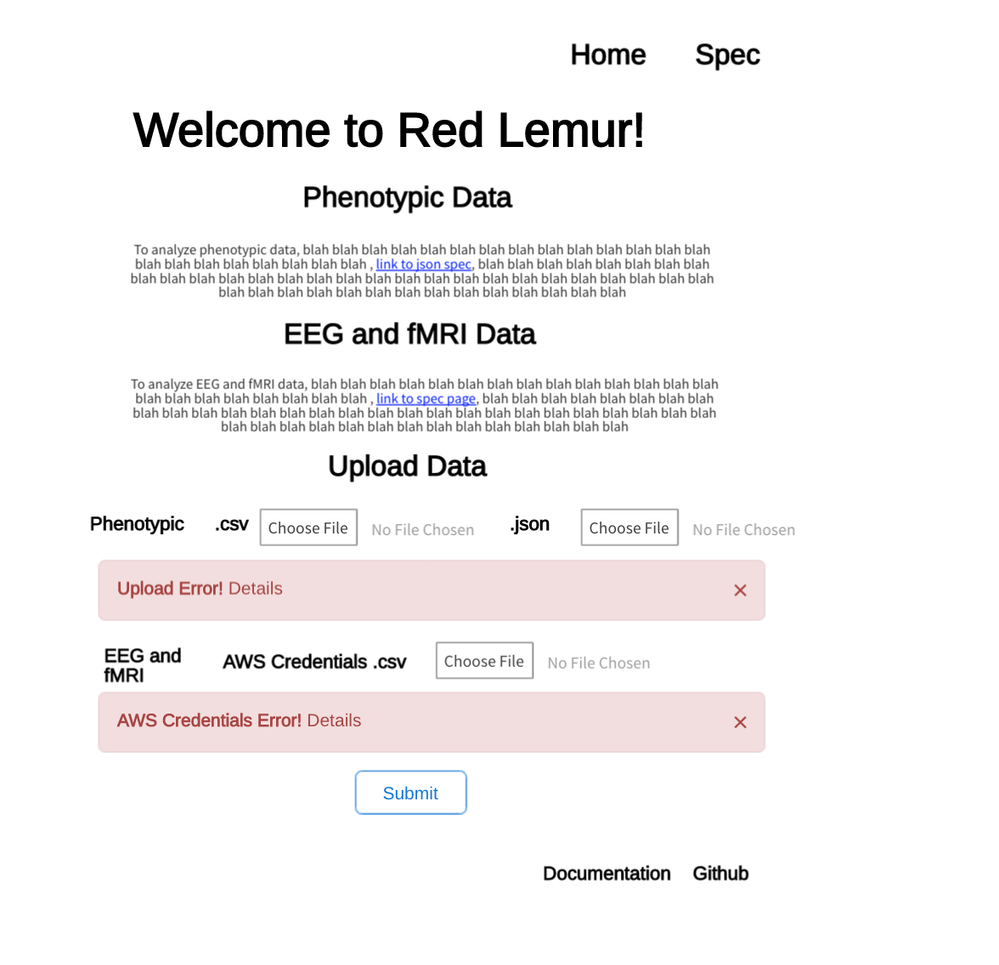 Home Spec
Welcome to Red Lemur!
Phenotypic Data
To analyze phenotypic data, blah blah blah blah blah blah blah blah blah blah blah blah blah blah
blah blah blah blah blah blah blah blah , link to json spec, blah blah blah blah blah blah blah blah
blah blah blah blah blah blah blah blah blah blah blah blah blah blah blah blah blah blah blah blah
blah blah blah blah blah blah blah blah blah blah blah blah blah blah
EEG and fMRI Data
To analyze EEG and fMRI data, blah blah blah blah blah blah blah blah blah blah blah blah blah blah
blah blah blah blah blah blah blah blah , link to spec page, blah blah blah blah blah blah blah blah
blah blah blah blah blah blah blah blah blah blah blah blah blah blah blah blah blah blah blah blah
blah blah blah blah blah blah blah blah blah blah blah blah blah blah
Upload Data
Phenotypic .csv Choose File No File Chosen .json Choose File No File Chosen
Upload Error! Details ×
EEG and
fMRI
AWS Credentials .csv Choose File No File Chosen
AWS Credentials Error! Details ×
Submit
Documentation Github